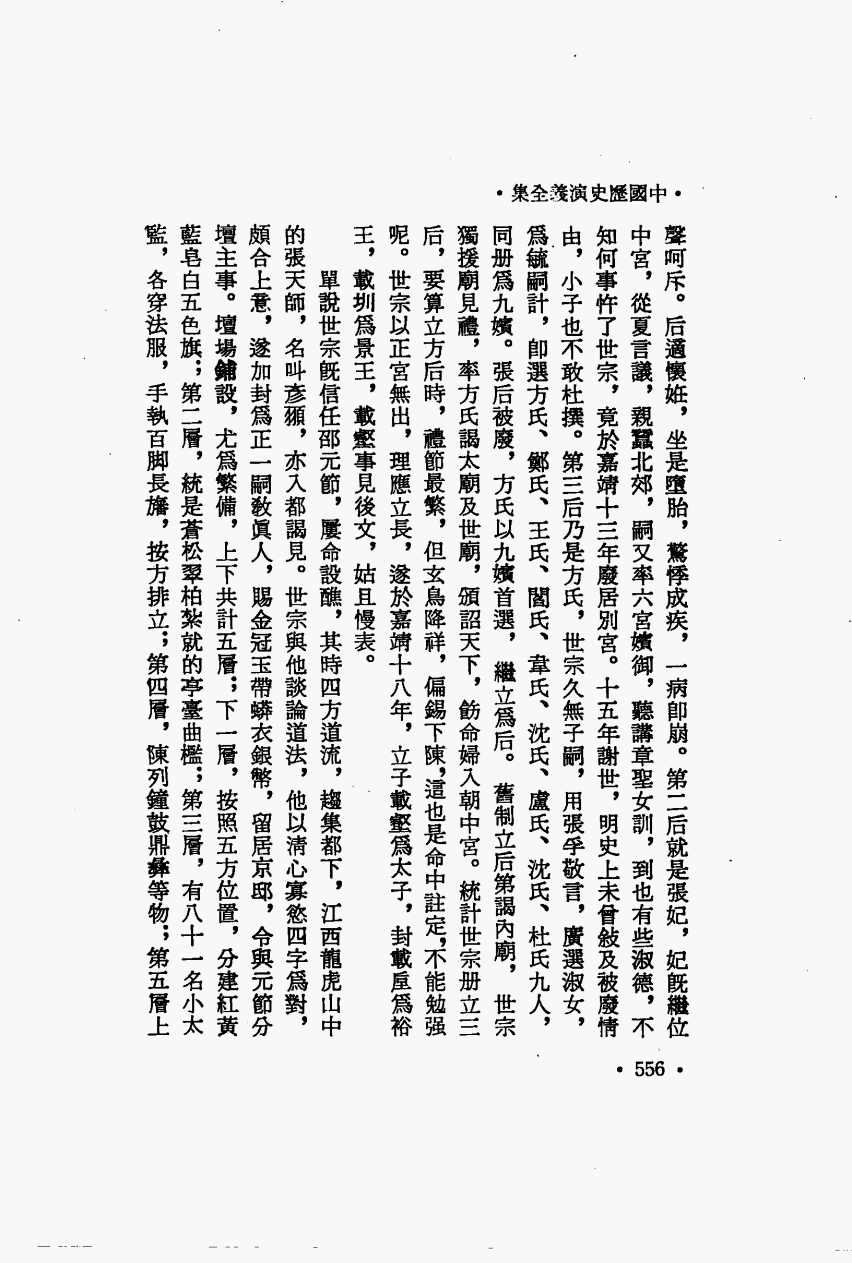 ・中國歷史演義全集・
聲呵斥。后適懷妊,坐是墮胎,驚悸成疾,一病卽崩。第二后就是張妃,妃旣繼位
中宮,從夏言議,親蠶北郊,嗣又率六宮嬪御,聽講章聖女訓,到也有些淑德,不
知何事忤了世宗,竟於嘉靖十三年廢居別宮。十五年謝世,明史上未曾敍及被廢情
由,小子也不敢杜撰。第三后乃是方氏,世宗久無子嗣,用張孚敬言,廣選淑女,
爲毓嗣計,卽選方氏、鄭氏、王氏、閻氏、韋氏、沈氏、盧氏、沈氏、杜氏九人,
同册爲九嬪。張后被廢,方氏以九嬪首選,繼立爲后。舊制立后第謁內廟,世宗
獨援廟見禮,率方氏謁太廟及世廟,頒詔天下,飭命婦入朝中宮。統計世宗册立三
后,要算立方后時,禮節最繁,但玄鳥降祥,偏錫下陳,這也是命中註定,不能勉强
呢。世宗以正宮無出,理應立長,遂於嘉靖十八年,立子載壑爲太子,封載垕爲裕
王,載圳爲景王,載壑事見後文,姑且慢表。
單說世宗旣信任邵元節,屢命設醮,其時四方道流,趨集都下,江西龍虎山中
的張天師,名叫彥頨,亦入都謁見。世宗與他談論道法,他以清心寡慾四字爲對,
頗合上意,遂加封爲正一嗣敎眞人,賜金冠玉帶蟒衣銀幣,留居京邸,令與元節分
壇主事。壇場鋪設,尤爲繁備,上下共計五層;下一層,按照五方位置,分建紅黃
藍皂白五色旗;第二層,統是蒼松翠柏紮就的亭臺曲檻;第三層,有八十一名小太
監,各穿法服,手執百脚長旛,按方排立;第四層,陳列鐘鼓鼎彝等物;第五層上
・556・